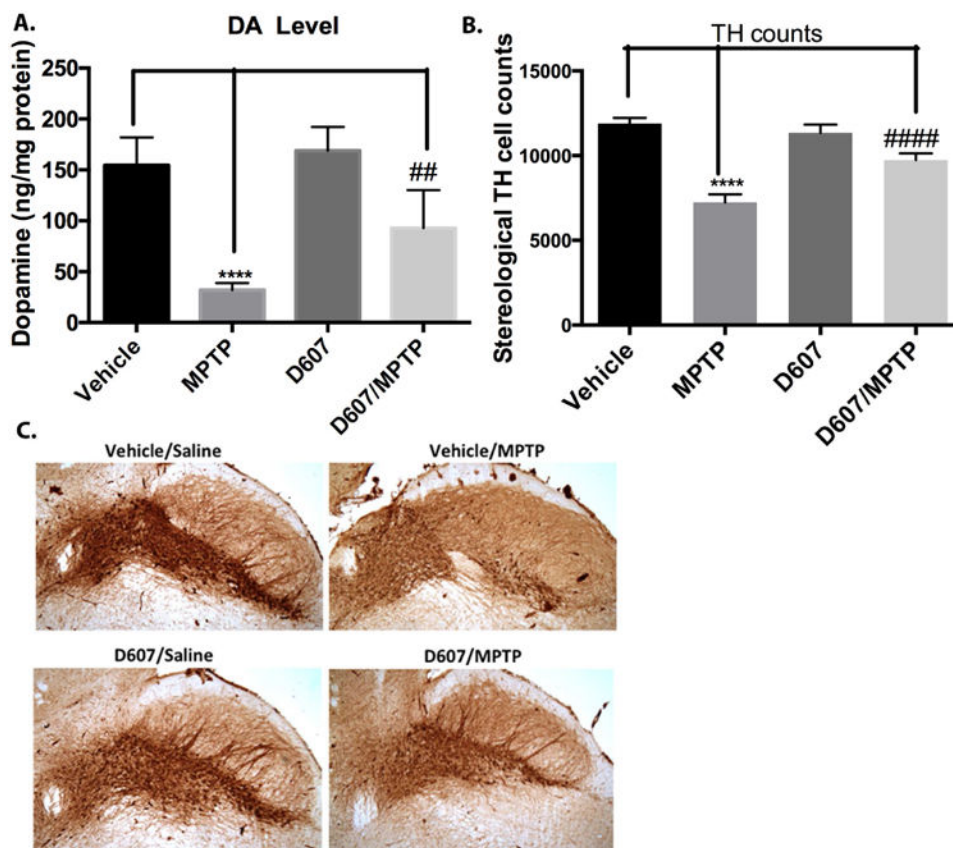 A.
DA Level
Dopamine (ng/mg protein)
250
200
150
100
50
0
****
##
Vehicle
MPTP
D607
D607/MPTP
B.
TH counts
Stereological TH cell counts
15000
10000
5000
0
****
####
Vehicle
MPTP
D607
D607/MPTP
C.
Vehicle/Saline
Vehicle/MPTP
D607/Saline
D607/MPTP